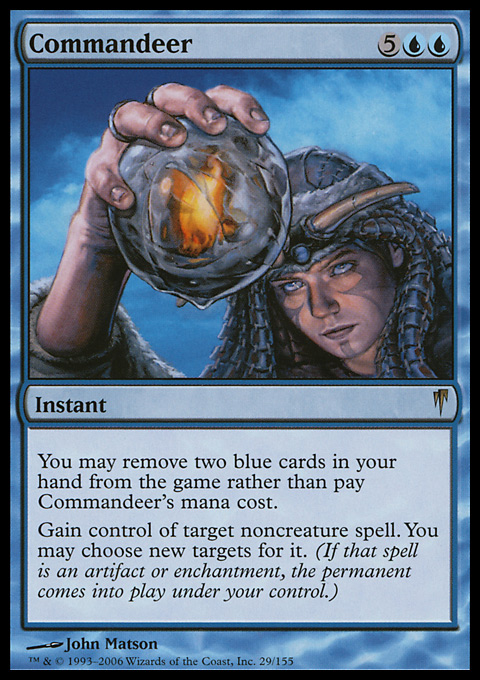 Commandeer 5
Instant
You may remove two blue cards in your
hand from the game rather than pay
Commandeer's mana cost.
Gain control of target noncreature spell. You
may choose new targets for it. (If that spell
is an artifact or enchantment, the permanent
comes into play under your control.)
John Matson
™ & © 1993–2006 Wizards of the Coast, Inc. 29/155